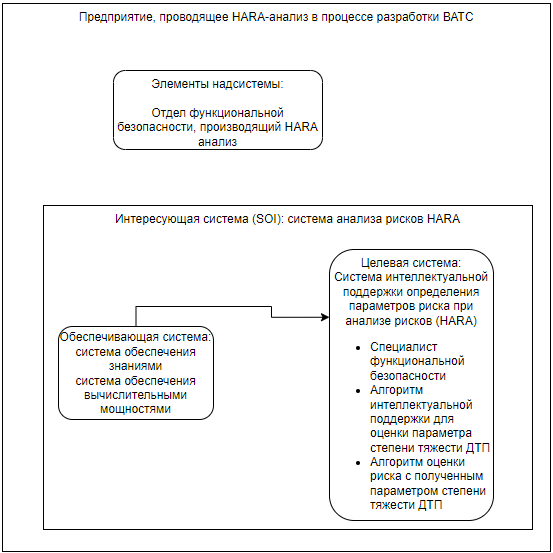 Предприятие, проводящее HARA-анализ в процессе разработки ВАТС
Элементы надсистемы:
Отдел функциональной
безопасности, производящий HARA
анализ
Интересующая система (SOI): система анализа рисков HARA
Целевая система:
Система интеллектуальной
поддержки определения
параметров риска при
анализе рисков (HARA)
• Специалист
функциональной
безопасности
• Алгоритм
интеллектуальной
поддержки для
оценки параметра
степени тяжести ДТП
• Алгоритм оценки
риска с полученным
параметром степени
тяжести ДТП
Обеспечивающая система:
система обеспечения
знаниями
система обеспечения
вычислительными
мощностями